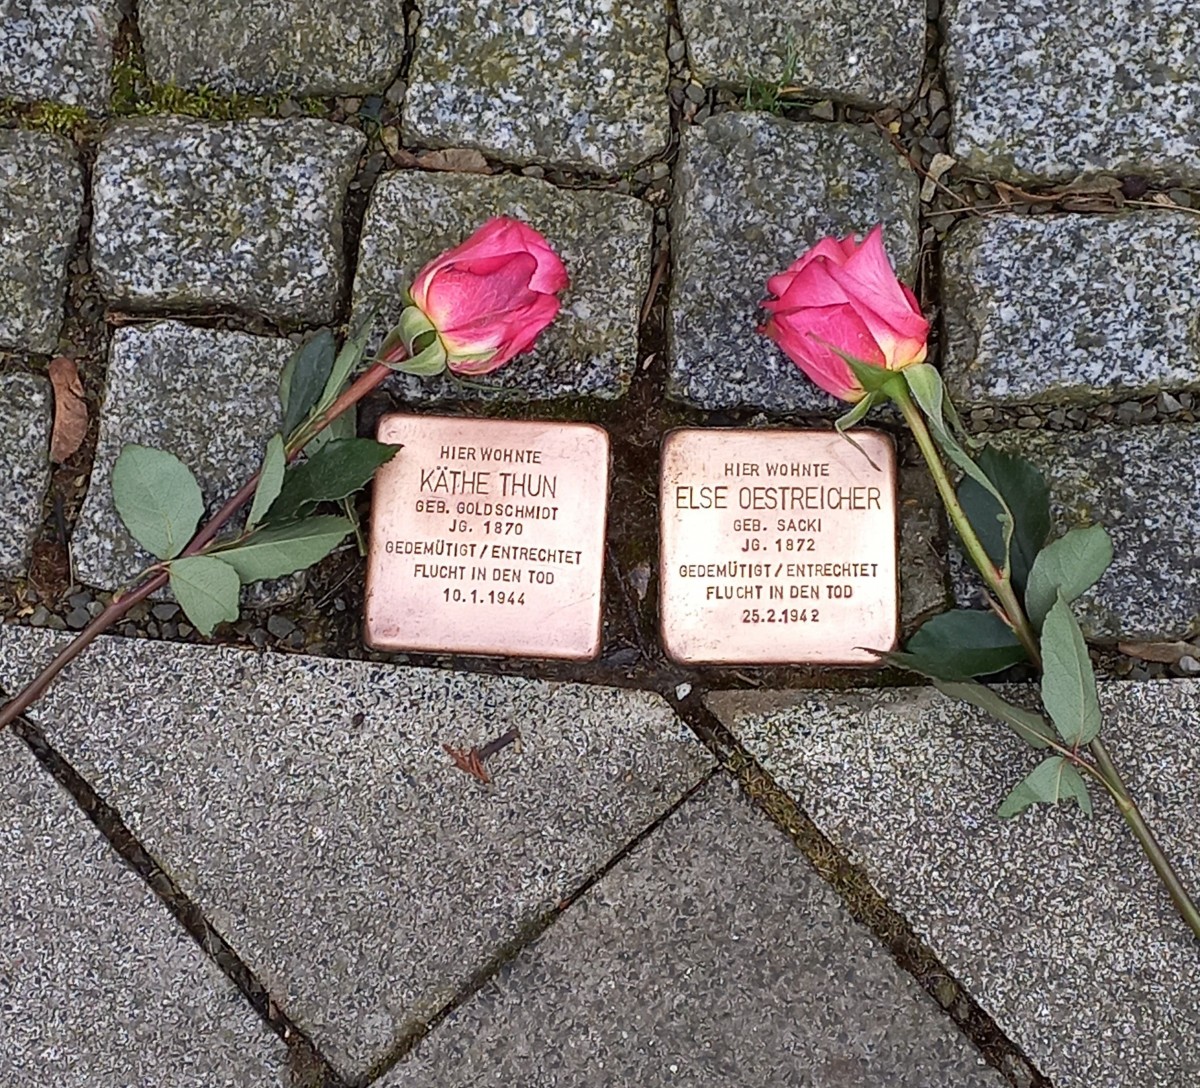 HIER WOHNTE
KÄTHE THUN
GEB. GOLDSCHMIDT
JG. 1870
GEDEMÜTIGT / ENTRECHTET
FLUCHT IN DEN TOD
10.1.1944
HIER WOHNTE
ELSE OESTREICHER
GEB. SACKI
JG. 1872
GEDEMÜTIGT / ENTRECHTET
FLUCHT IN DEN TOD
25.2.1942